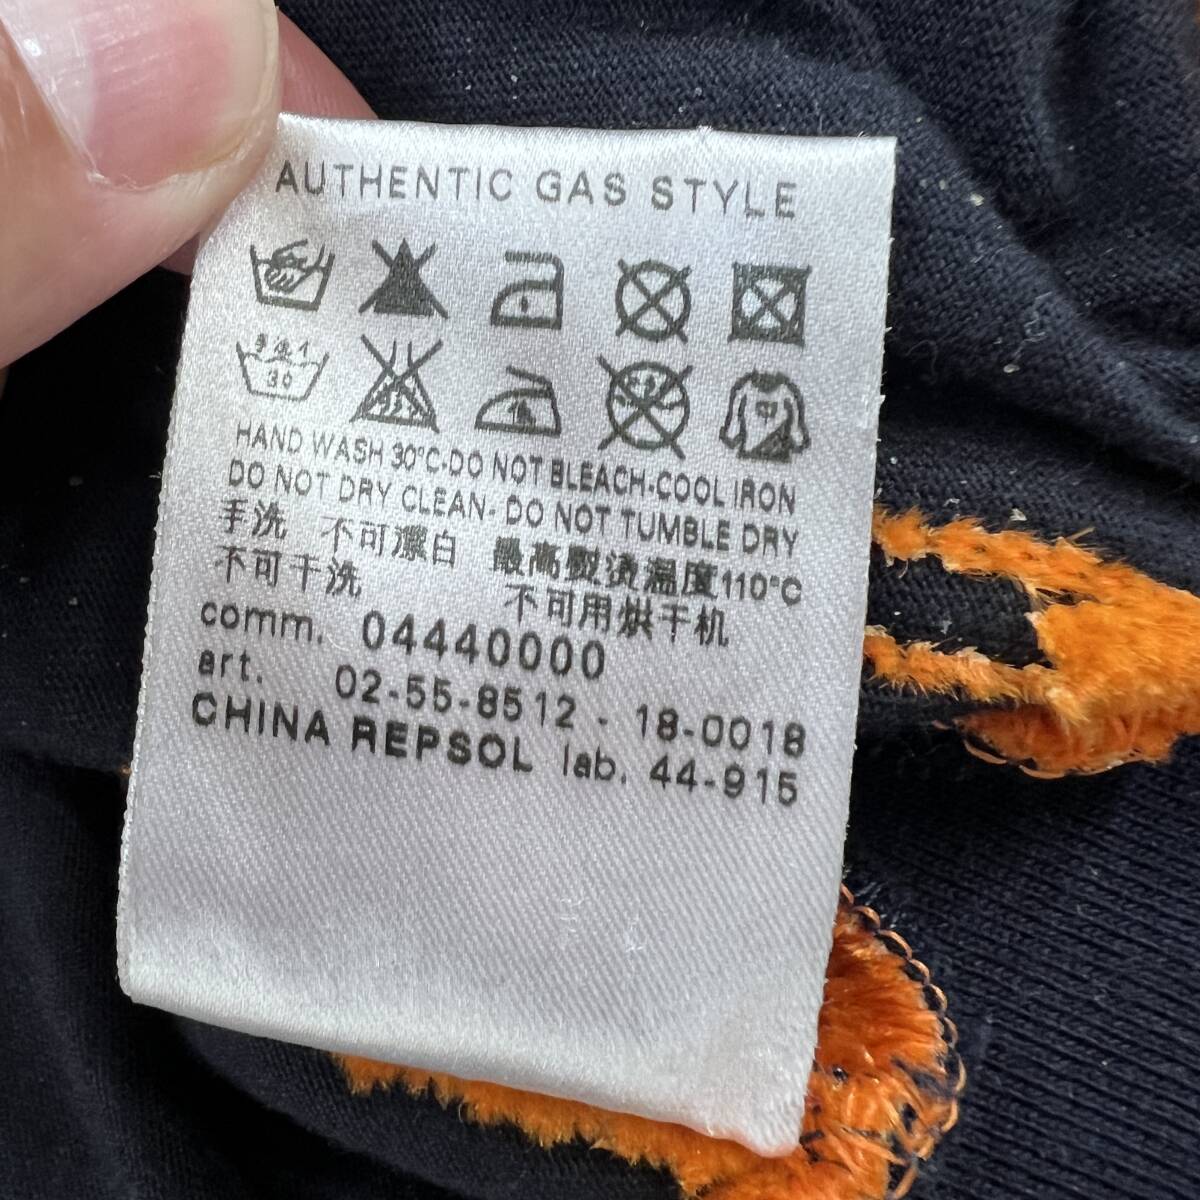 AUTHENTIC GAS STYLE
30
HAND WASH 30°C-DO NOT BLEACH-COOL IRON
DO NOT DRY CLEAN- DO NOT TUMBLE DRY
手洗 不可漂白 最高熨烫温度110°C
不可干洗 不可用烘干机
comm. 04440000
art. 02-55-8512 - 18-0018
CHINA REPSOL lab. 44-915